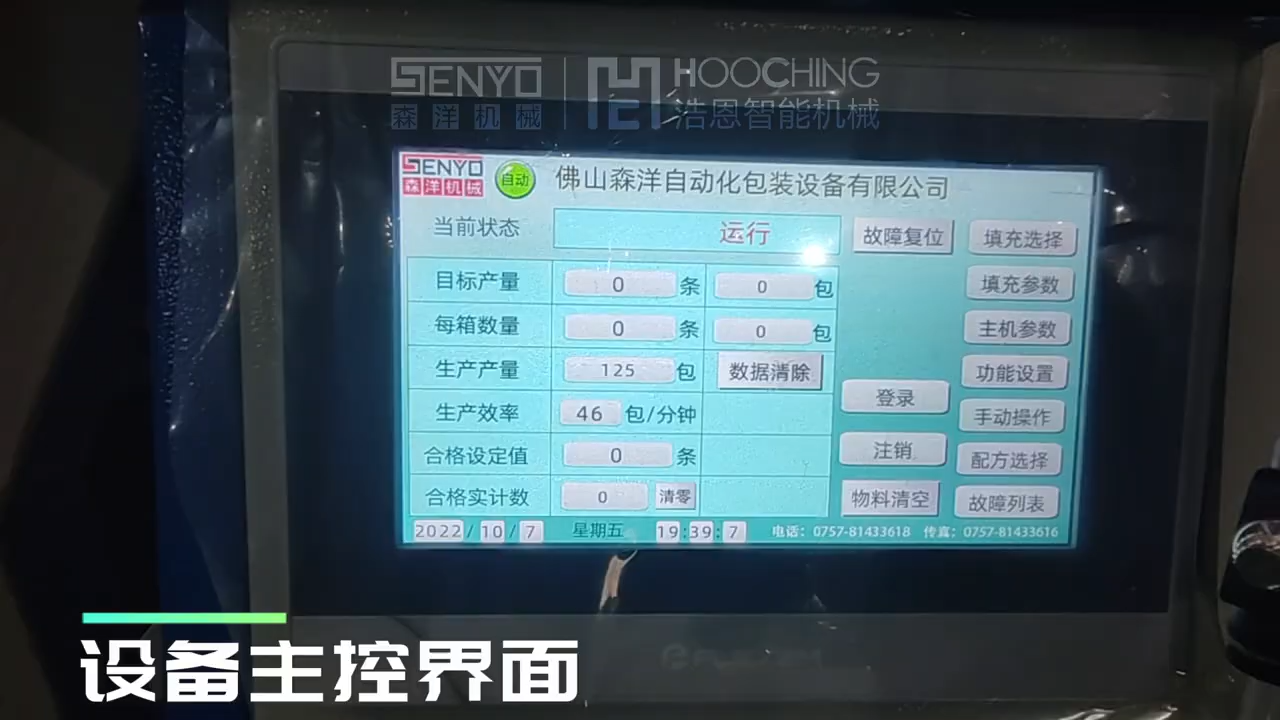 SENYO HOOCHING
森洋机械 浩恩智能机械
SENYO
森洋机械
自动 佛山森洋自动化包装设备有限公司
当前状态 运行 故障复位 填充选择
目标产量 0 条 0 包 填充参数
每箱数量 0 条 0 包 主机参数
生产产量 125 包 数据清除 功能设置
登录
生产效率 46 包/分钟 手动操作
注销
合格设定值 0 条 配方选择
合格实计数 0 清零 物料清空 故障列表
2022/10/7 星期五 19:39:7 电话：0757-81433618 传真：0757-81433616
设备主控界面